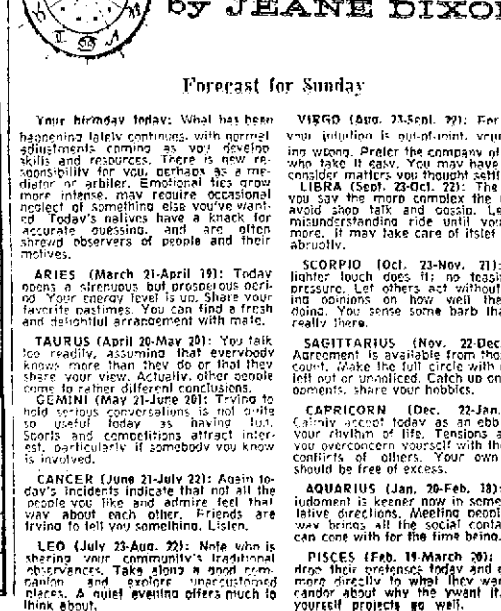 by JEANE DIXO
Forecast for Sunday
Your birthday today: What has been
happening lately continues, with normal
adjustments coming as you develop
skills and resources. There is new re-
sponsibility for you, perhaps as a me-
diator or arbiler. Emotional ties grow
more intense, may require occasional
neglect of something else you've want-
ed. Today's natives have a knack for
accurate guessing, and are often
shrewd observers of people and their
motives.
ARIES (March 21-April 19): Today
opens a strenuous but prosperous peri-
od. Your energy level is up. Share your
favorite pastimes. You can find a fresh
and delightful arrangement with mate.
TAURUS (April 20-May 20): You talk
too readily, assuming that everybody
knows more than they do or that they
share your view. Actually, other people
come to rather different conclusions.
GEMINI (May 21-June 20): Trying to
hold serious conversations is not quite
so useful today as having fun.
Sports and competitions attract inter-
est, particularly if somebody you know
is involved.
CANCER (June 21-July 22): Again to-
day's incidents indicate that not all the
people you like and admire feel that
way about each other. Friends are
trying to tell you something. Listen.
LEO (July 23-Aug. 22): Note who is
sharing your community's traditional
observances. Take along a good com-
panion and explore unaccustomed
places. A quiet evening offers much to
think about.
VIRGO (Aug. 23-Sept. 22): For
your intuition is out-of-joint,
ing wrong. Prefer the company of
who take it easy. You may have
consider matters you thought settl
LIBRA (Sept. 23-Oct. 22): The
you say the more complex the
avoid shop talk and gossip. Le
misunderstanding ride until you
more. It may take care of itslef
abruptly.
SCORPIO (Oct. 23-Nov. 21):
lighter touch does it; no teasi
pressure. Let others act without
ing opinions on how well the
doing. You sense some barb tha
really there.
SAGITTARIUS (Nov. 22-Dec
Agreement is available from tho
count. Make the full circle with
left out or unnoticed. Catch up on
opments, share your hobbies.
CAPRICORN (Dec. 22-Jan.
Calmly accept today as an ebb
your rhythm of life. Tensions a
you overconcern yourself with th
conflicts of others. Your own
should be free of excess.
AQUARIUS (Jan. 20-Feb. 18):
judgment is keener now in some
lative directions. Meeting peopl
way brings all the social conta
can cope with for the time being.
PISCES (Feb. 19-March 20):
drop their pretenses today and
more directly to what they wan
candor about why they want th
yourself projects go well.